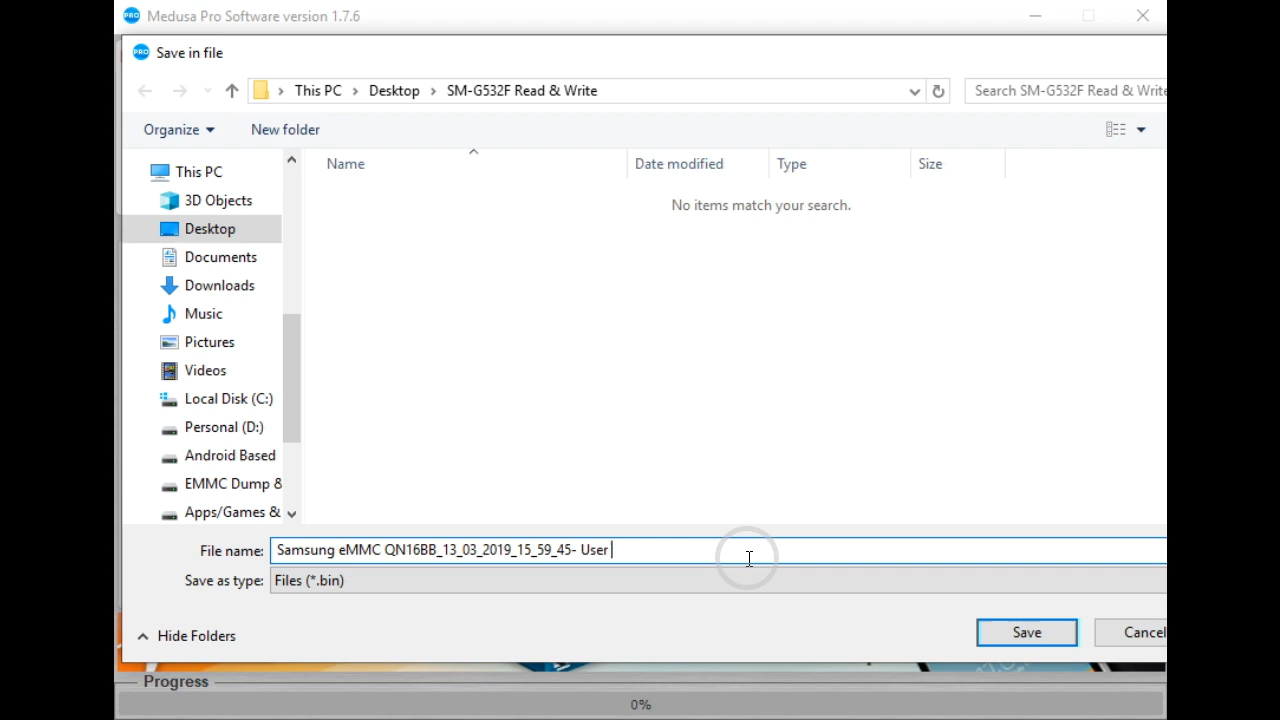 PRO Medusa Pro Software version 1.7.6
PRO Save in file
This PC > Desktop > SM-G532F Read & Write
Search SM-G532F Read & Write
Organize
New folder
This PC
3D Objects
Desktop
Documents
Downloads
Music
Pictures
Videos
Local Disk (C:)
Personal (D:)
Android Based
EMMC Dump &
Apps/Games &
Name
Date modified
Type
Size
No items match your search.
File name: Samsung eMMC QN16BB_13_03_2019_15_59_45- User
Save as type: Files (*.bin)
Hide Folders
Save
Cancel
Progress
0%